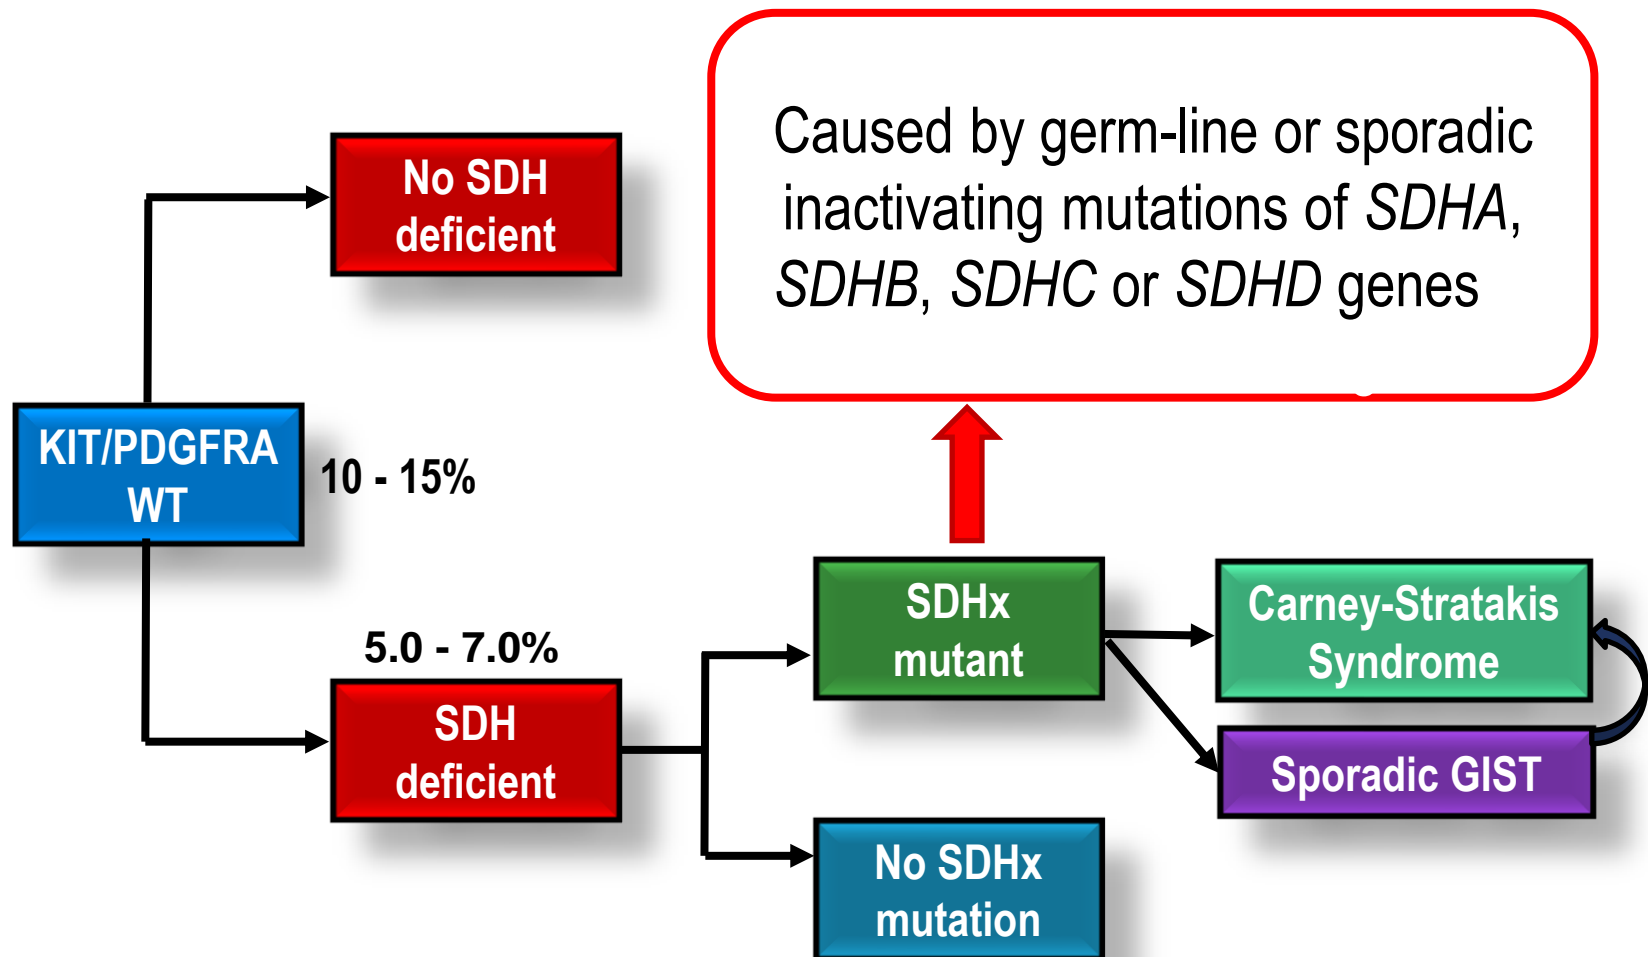 Caused by germ-line or sporadic
inactivating mutations of SDHA,
SDHB, SDHC or SDHD genes
No SDH
deficient
KIT/PDGFRA
WT
10 - 15%
5.0 - 7.0%
SDH
deficient
SDHx
mutant
Carney-Stratakis
Syndrome
Sporadic GIST
No SDHx
mutation